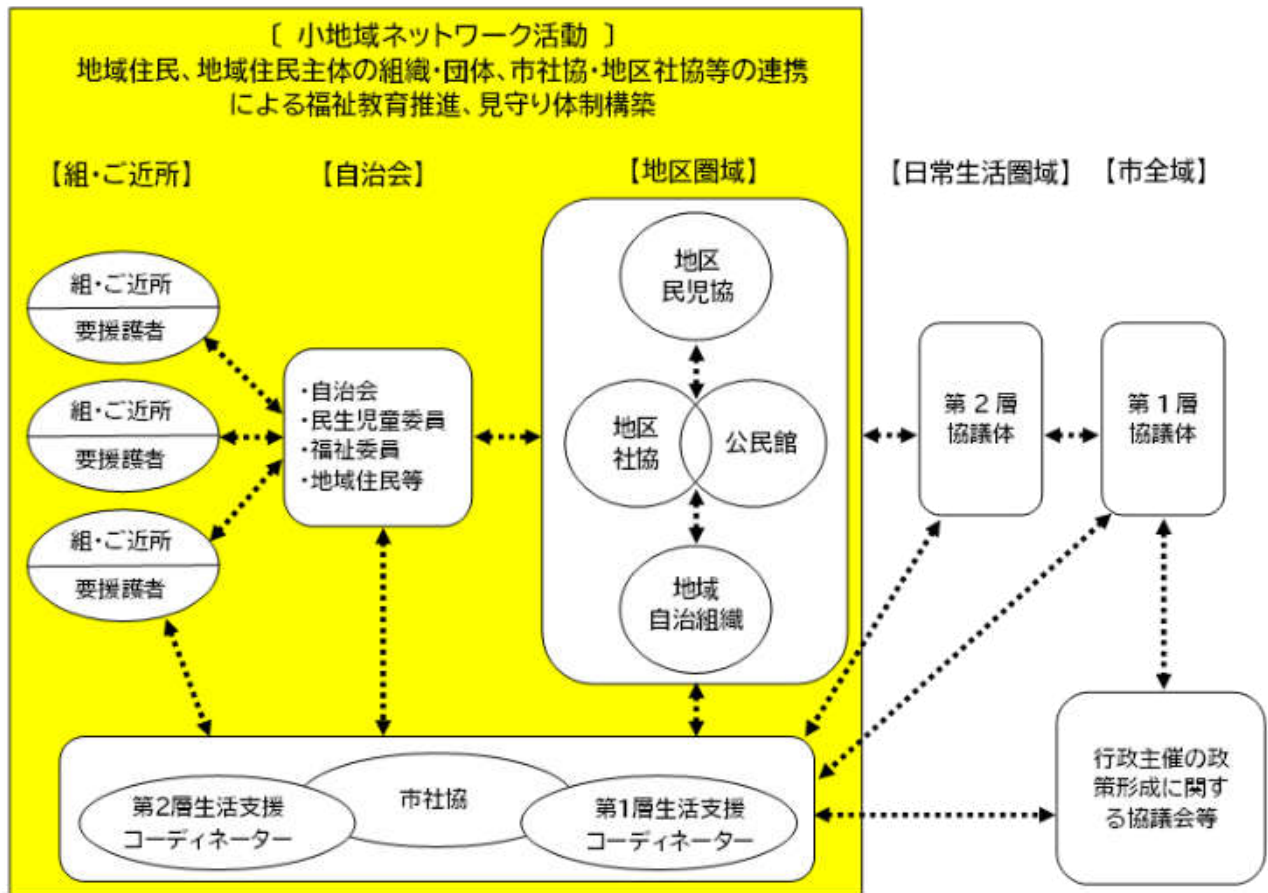 〔 小地域ネットワーク活動 〕
地域住民、地域住民主体の組織・団体、市社協・地区社協等の連携
による福祉教育推進、見守り体制構築
【組・ご近所】
【自治会】
【地区圏域】
【日常生活圏域】
【市全域】
組・ご近所
要援護者
組・ご近所
要援護者
組・ご近所
要援護者
・自治会
・民生児童委員
・福祉委員
・地域住民等
地区
民児協
地区
社協
公民館
地域
自治組織
第２層
協議体
第１層
協議体
市社協
第2層生活支援
コーディネーター
第1層生活支援
コーディネーター
行政主催の政
策形成に関す
る協議会等